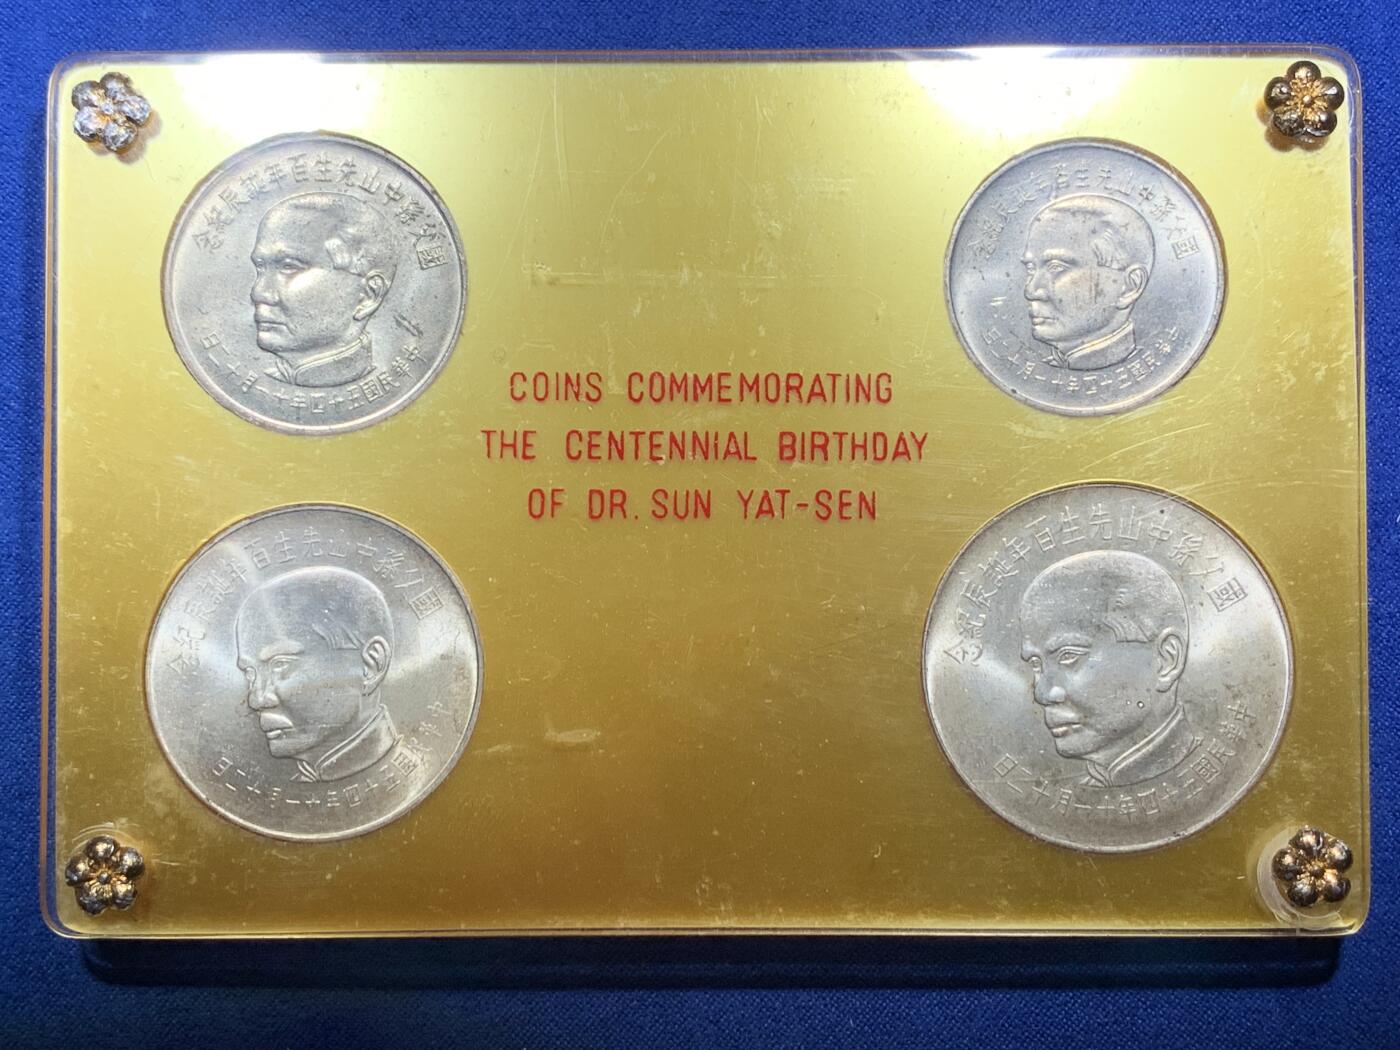 國父孫中山先生百年誕辰紀念
中華民國五十四年十一月十二日
國父孫中山先生百年誕辰紀念
中華民國五十四年十一月十二日
COINS COMMEMORATING
THE CENTENNIAL BIRTHDAY
OF DR. SUN YAT-SEN
國父孫中山先生百年誕辰紀念
中華民國五十四年十一月十二日
國父孫中山先生百年誕辰紀念
中華民國五十四年十一月十二日